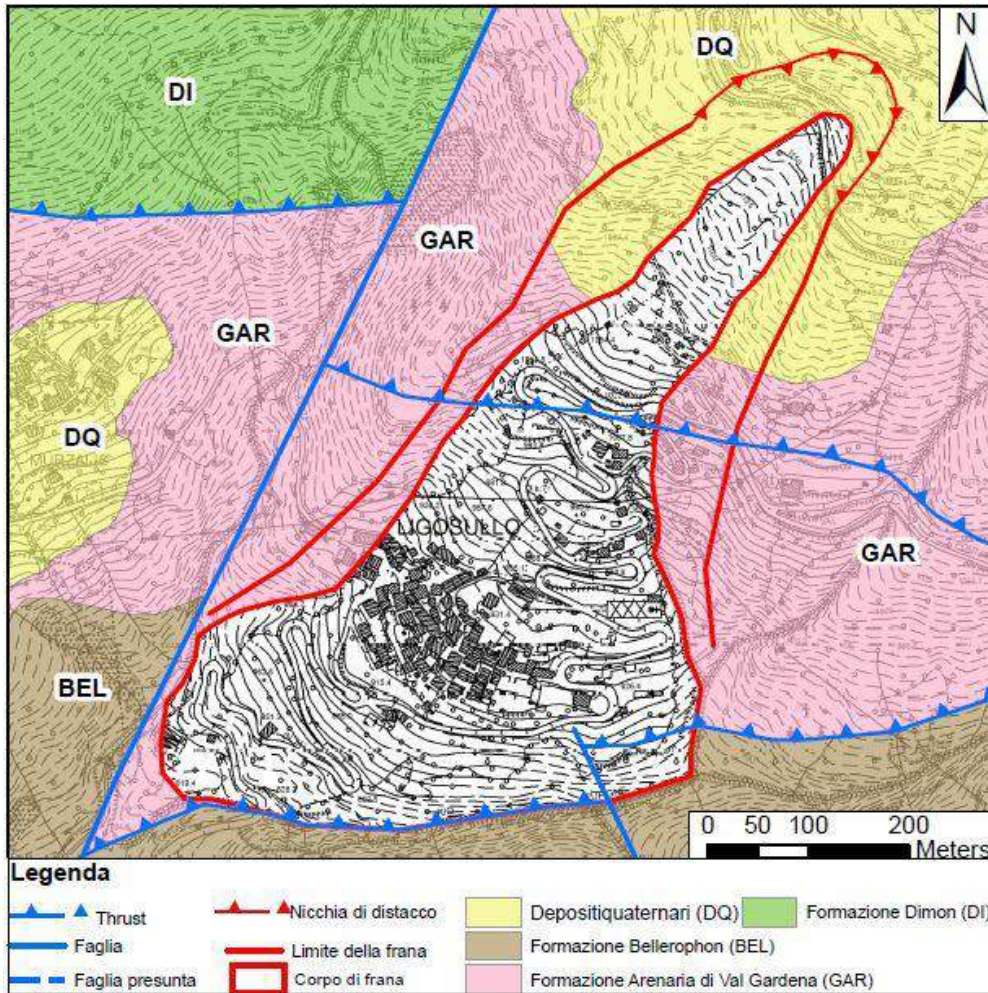 N
DQ
DI
GAR
GAR
DQ
LIGOSULLO
GAR
BEL
0 50 100 200
Meters
Legenda
Thrust
Nicchia di distacco
Depositiquaternari (DQ)
Formazione Dimon (DI)
Faglia
Limite della frana
Formazione Bellerophon (BEL)
Faglia presunta
Corpo di frana
Formazione Arenaria di Val Gardena (GAR)